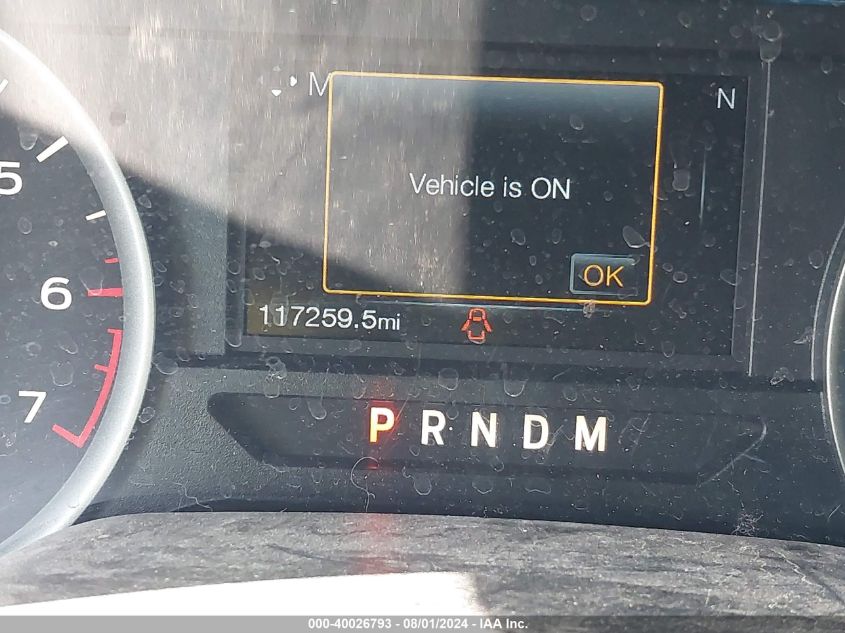 M
N
5
Vehicle is ON
OK
6
117259.5mi
7
P R N D M
000-40026793 - 08/01/2024 - IAA Inc.